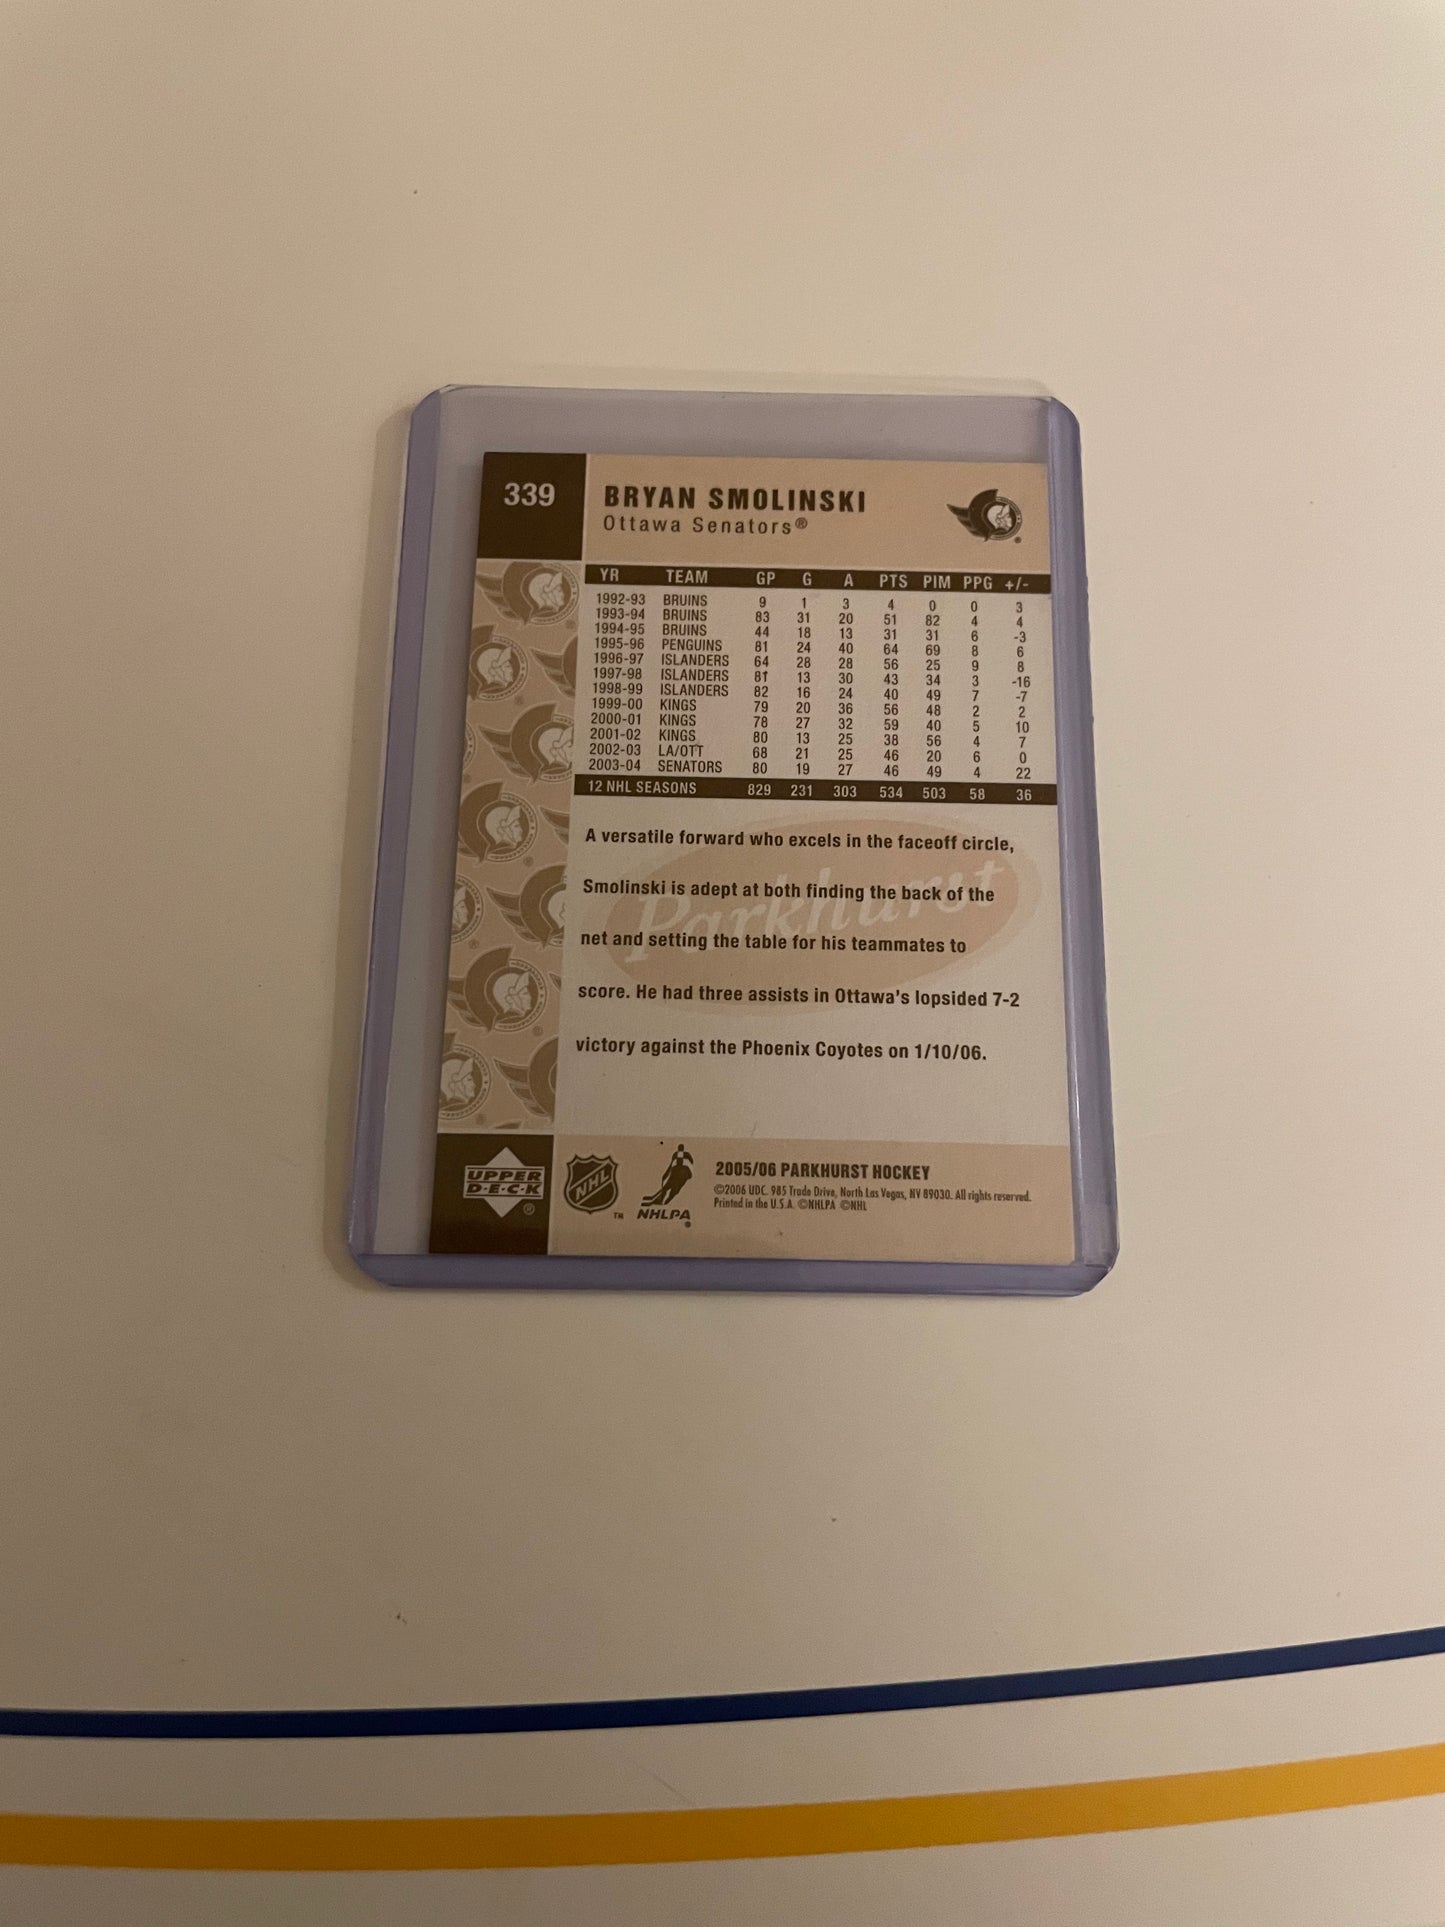 339
BRYAN SMOLINSKI
Ottawa Senators®
YR TEAM GP G A PTS PIM PPG +/-
1992-93 BRUINS 9 1 3 4 0 0 3
1993-94 BRUINS 83 31 20 51 82 4 4
1994-95 BRUINS 44 18 13 31 31 6 -3
1995-96 PENGUINS 81 24 40 64 69 8 6
1996-97 ISLANDERS 64 28 28 56 25 9 8
1997-98 ISLANDERS 81 13 30 43 34 3 -16
1998-99 ISLANDERS 82 16 24 40 49 7 -7
1999-00 KINGS 79 20 36 56 48 2 2
2000-01 KINGS 78 27 32 59 40 5 10
2001-02 KINGS 80 13 25 38 56 4 7
2002-03 LA/OTT 68 21 25 46 20 6 0
2003-04 SENATORS 80 19 27 46 49 4 22
12 NHL SEASONS 829 231 303 534 503 58 36
Parkhurst
A versatile forward who excels in the faceoff circle,
Smolinski is adept at both finding the back of the
net and setting the table for his teammates to
score. He had three assists in Ottawa's lopsided 7-2
victory against the Phoenix Coyotes on 1/10/06.
UPPER
D·E·C·K
®
NHL
TM
NHLPA
®
2005/06 PARKHURST HOCKEY
©2006 UDC. 985 Trade Drive, North Las Vegas, NV 89030. All rights reserved.
Printed in the U.S.A. ©NHLPA ©NHL